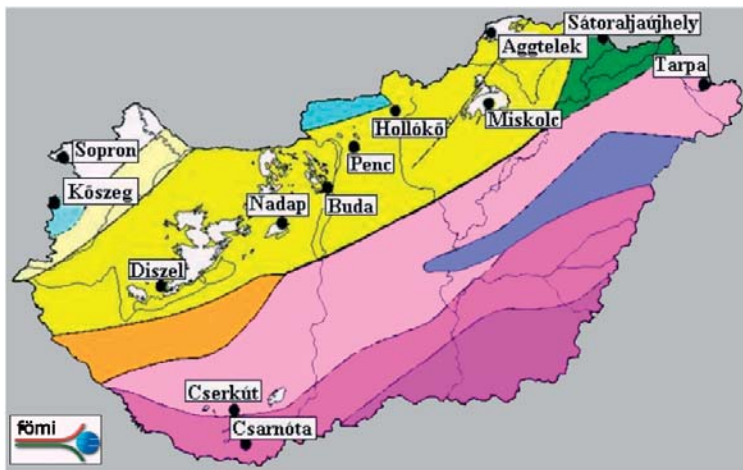 Sátoraljaújhely
Aggtelek
Tarpa
Hollókő
Miskolc
Sopron
Penc
Kőszeg
Nadap
Buda
Diszel
Cserkút
Csarnóta
fömi